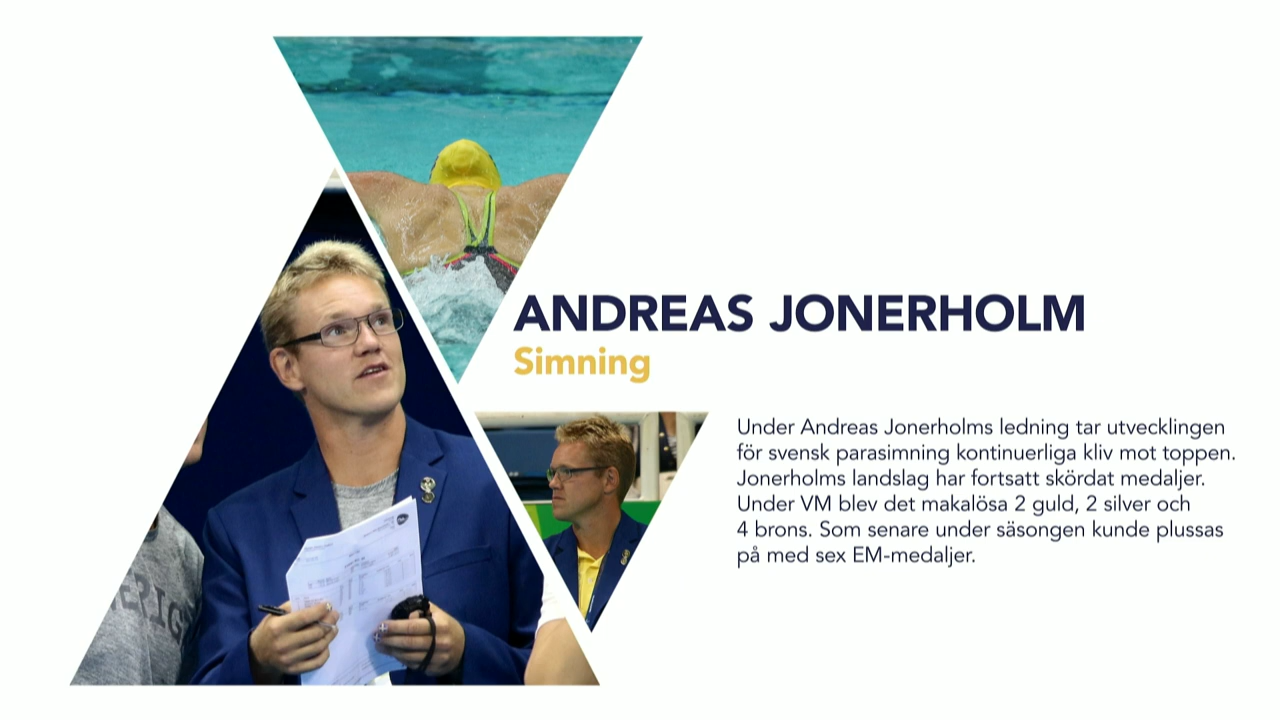 ANDREAS JONERHOLM
Simning
Under Andreas Jonerholms ledning tar utvecklingen
för svensk parasimning kontinuerliga kliv mot toppen.
Jonerholms landslag har fortsatt skördat medaljer.
Under VM blev det makalösa 2 guld, 2 silver och
4 brons. Som senare under säsongen kunde plussas
på med sex EM-medaljer.
ERIG